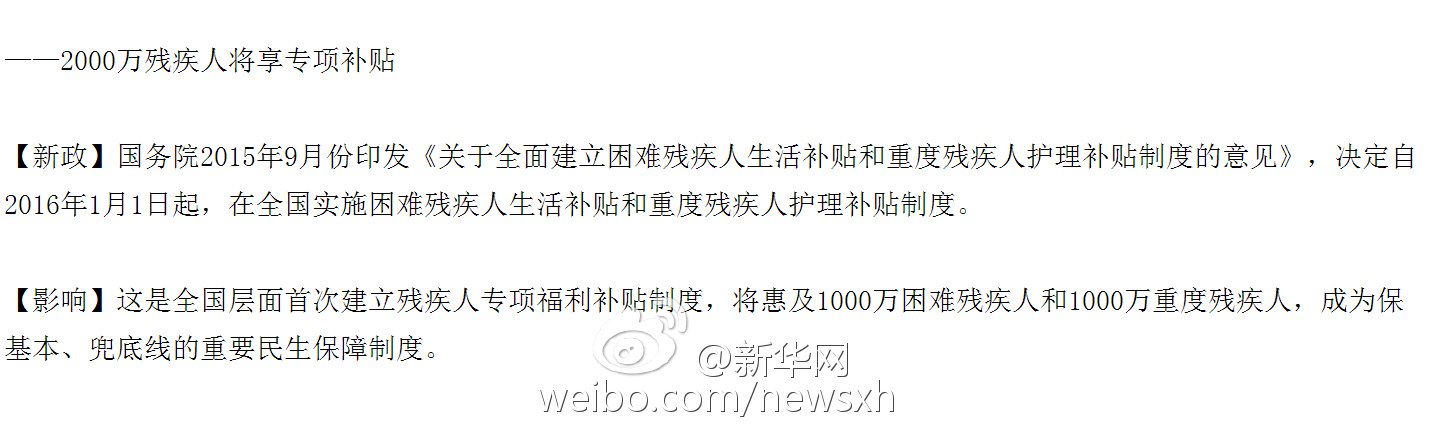 ——2000万残疾人将享专项补贴
【新政】国务院2015年9月份印发《关于全面建立困难残疾人生活补贴和重度残疾人护理补贴制度的意见》，决定自
2016年1月1日起，在全国实施困难残疾人生活补贴和重度残疾人护理补贴制度。
【影响】这是全国层面首次建立残疾人专项福利补贴制度，将惠及1000万困难残疾人和1000万重度残疾人，成为保
基本、兜底线的重要民生保障制度。
@新华网
weibo.com/newsxh